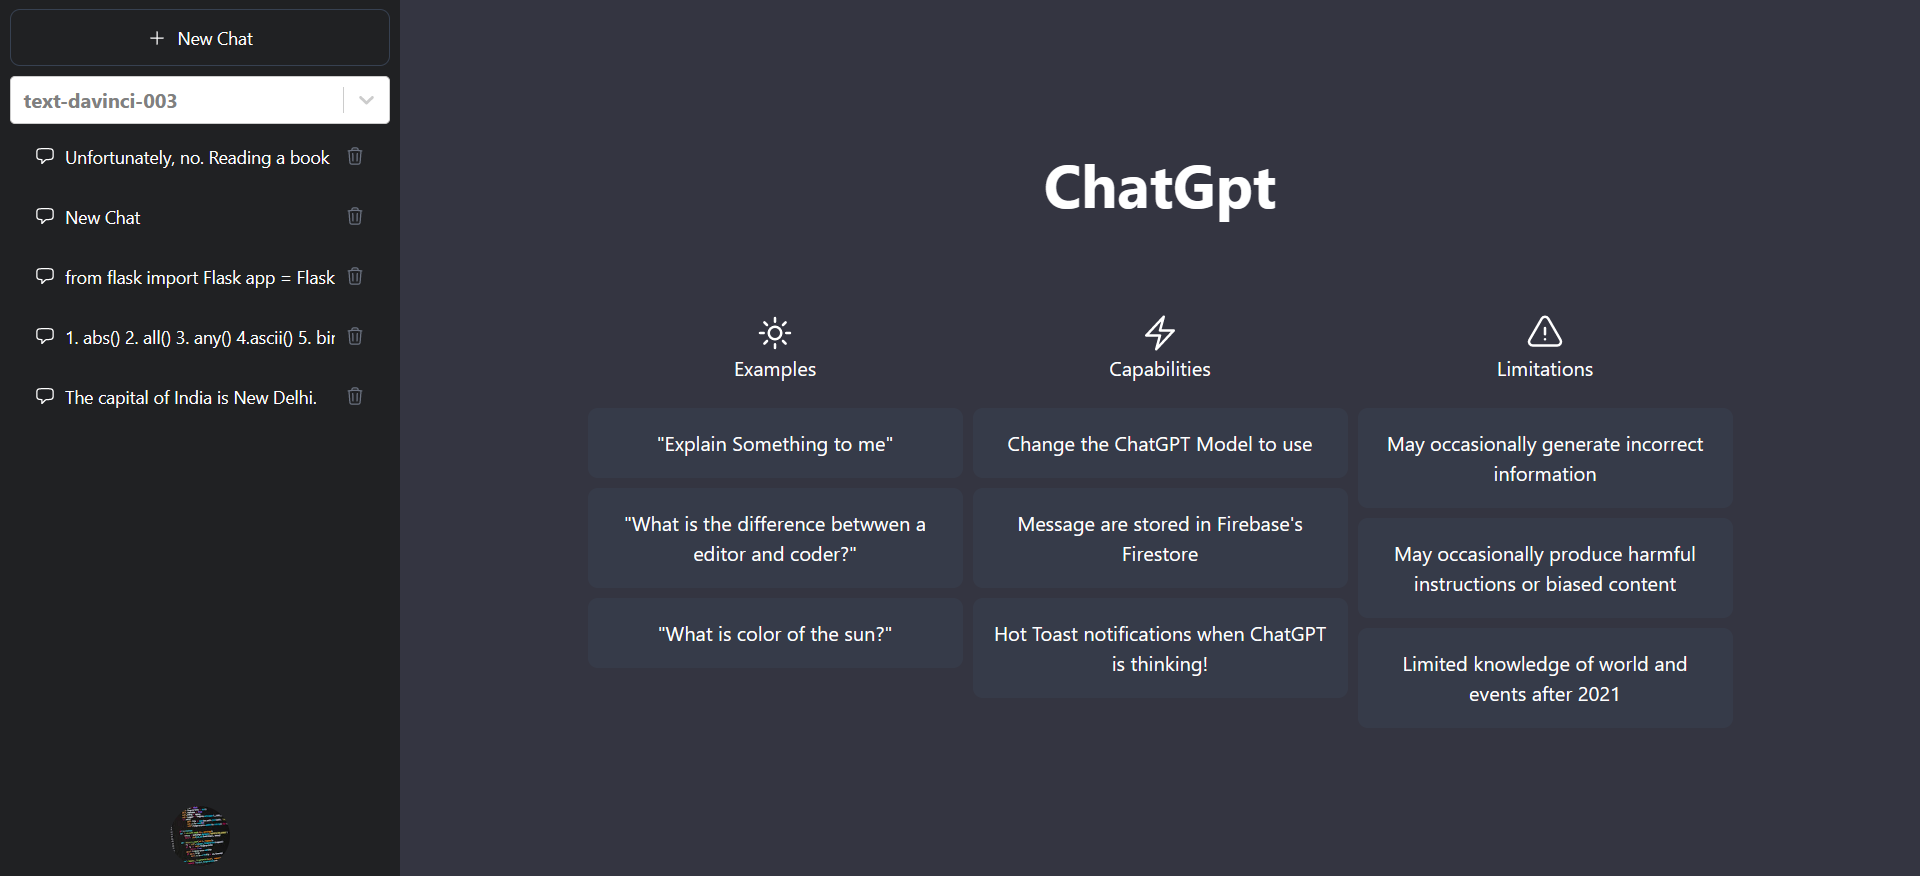 New Chat
text-davinci-003
Unfortunately, no. Reading a book
New Chat
from flask import Flask app = Flask
1. abs() 2. all() 3. any() 4.ascii() 5. bin
The capital of India is New Delhi.
ChatGpt
Examples
"Explain Something to me"
"What is the difference betwwen a
editor and coder?"
"What is color of the sun?"
Capabilities
Change the ChatGPT Model to use
Message are stored in Firebase's
Firestore
Hot Toast notifications when ChatGPT
is thinking!
Limitations
May occasionally generate incorrect
information
May occasionally produce harmful
instructions or biased content
Limited knowledge of world and
events after 2021